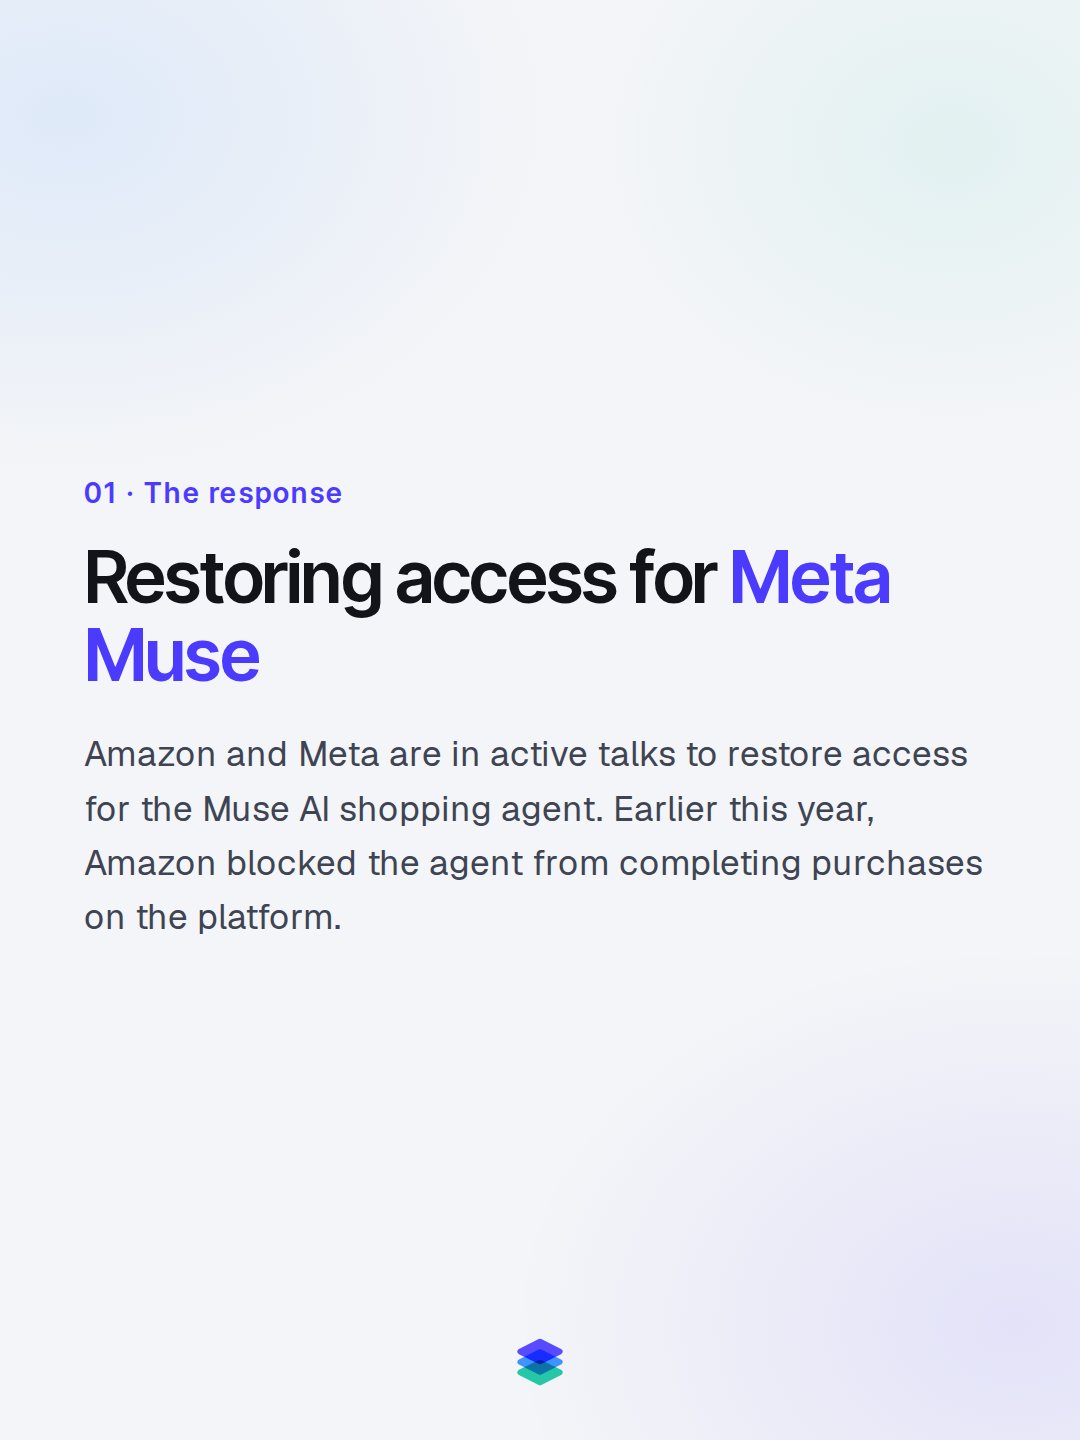 01 · The response
Restoring access for Meta
Muse
Amazon and Meta are in active talks to restore access
for the Muse AI shopping agent. Earlier this year,
Amazon blocked the agent from completing purchases
on the platform.